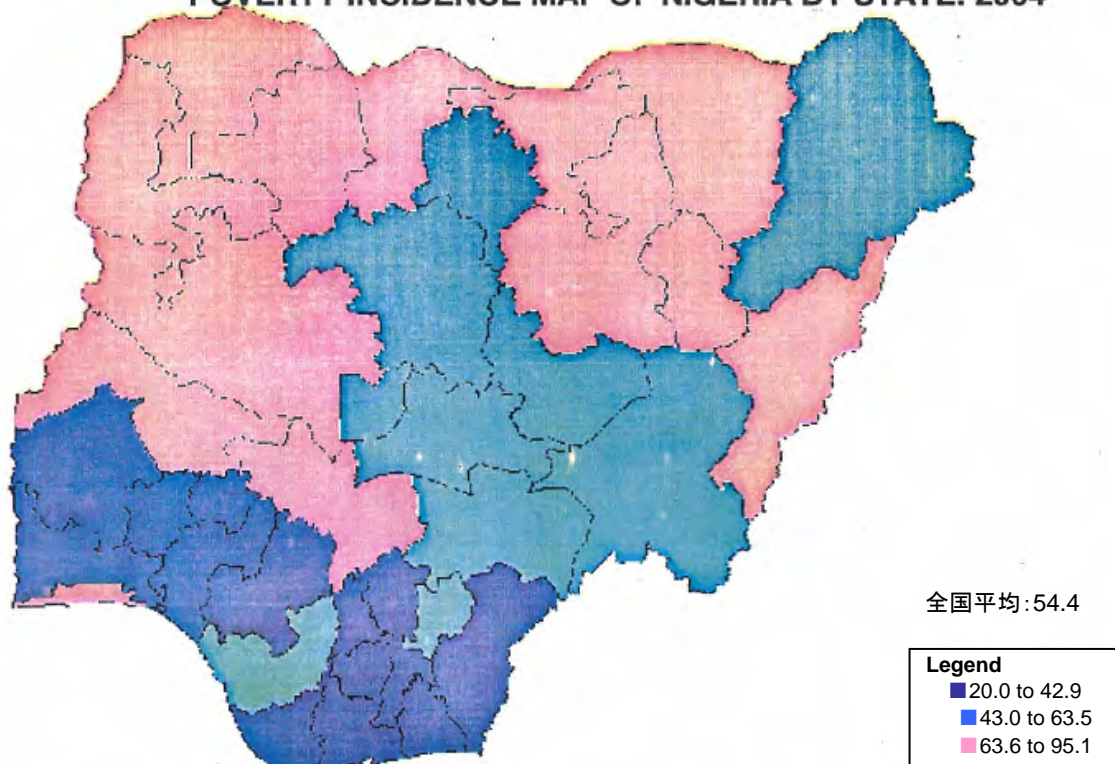 POVERTY INCIDENCE MAP OF NIGERIA BY STATE: 2004
全国平均:54.4
Legend
20.0 to 42.9
43.0 to 63.5
63.6 to 95.1